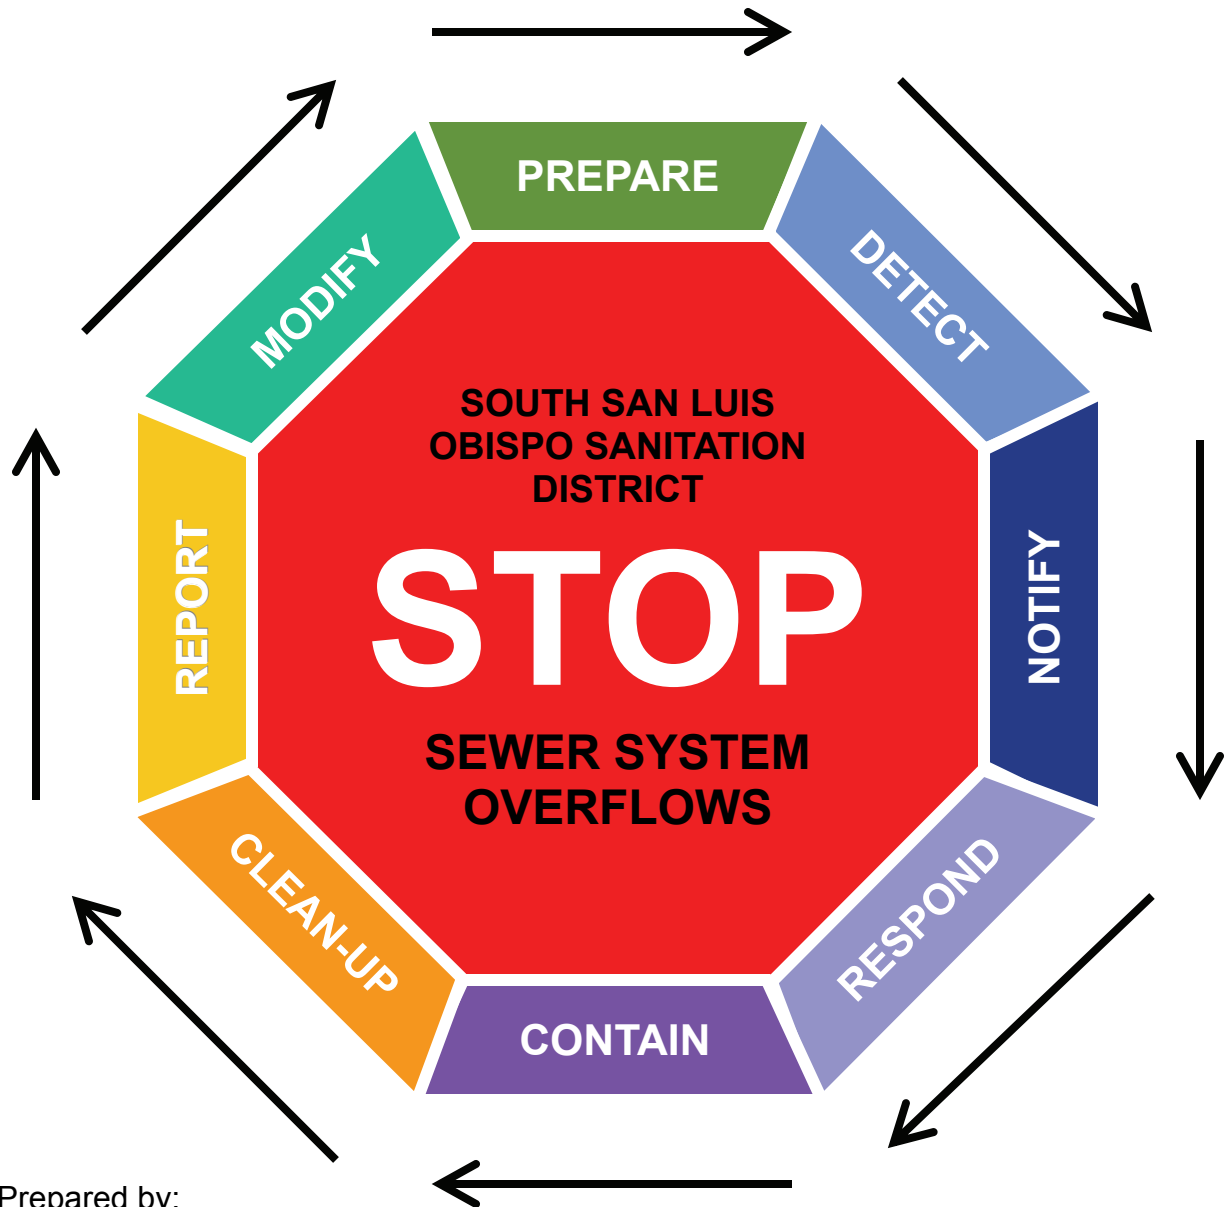 PREPARE
DETECT
NOTIFY
RESPOND
CONTAIN
CLEAN-UP
REPORT
MODIFY
SOUTH SAN LUIS
OBISPO SANITATION
DISTRICT
STOP
SEWER SYSTEM
OVERFLOWS
Prepared by: